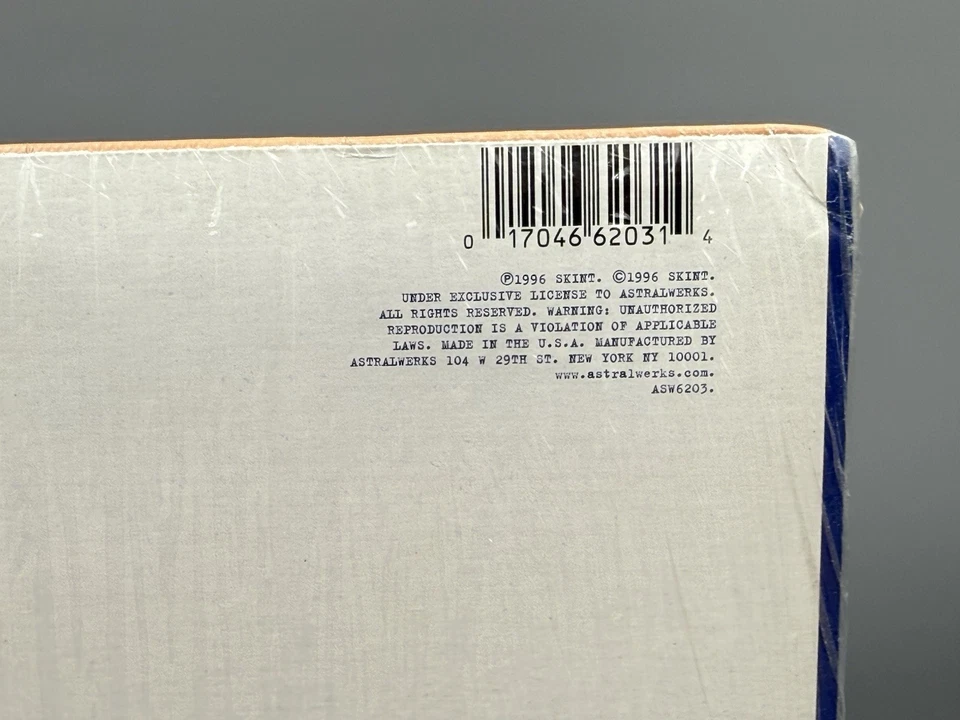 0 17046 62031 4
℗1996 SKINT. ©1996 SKINT.
UNDER EXCLUSIVE LICENSE TO ASTRALWERKS.
ALL RIGHTS RESERVED. WARNING: UNAUTHORIZED
REPRODUCTION IS A VIOLATION OF APPLICABLE
LAWS. MADE IN THE U.S.A. MANUFACTURED BY
ASTRALWERKS 104 W 29TH ST. NEW YORK NY 10001.
www.astralwerks.com.
ASW6203.